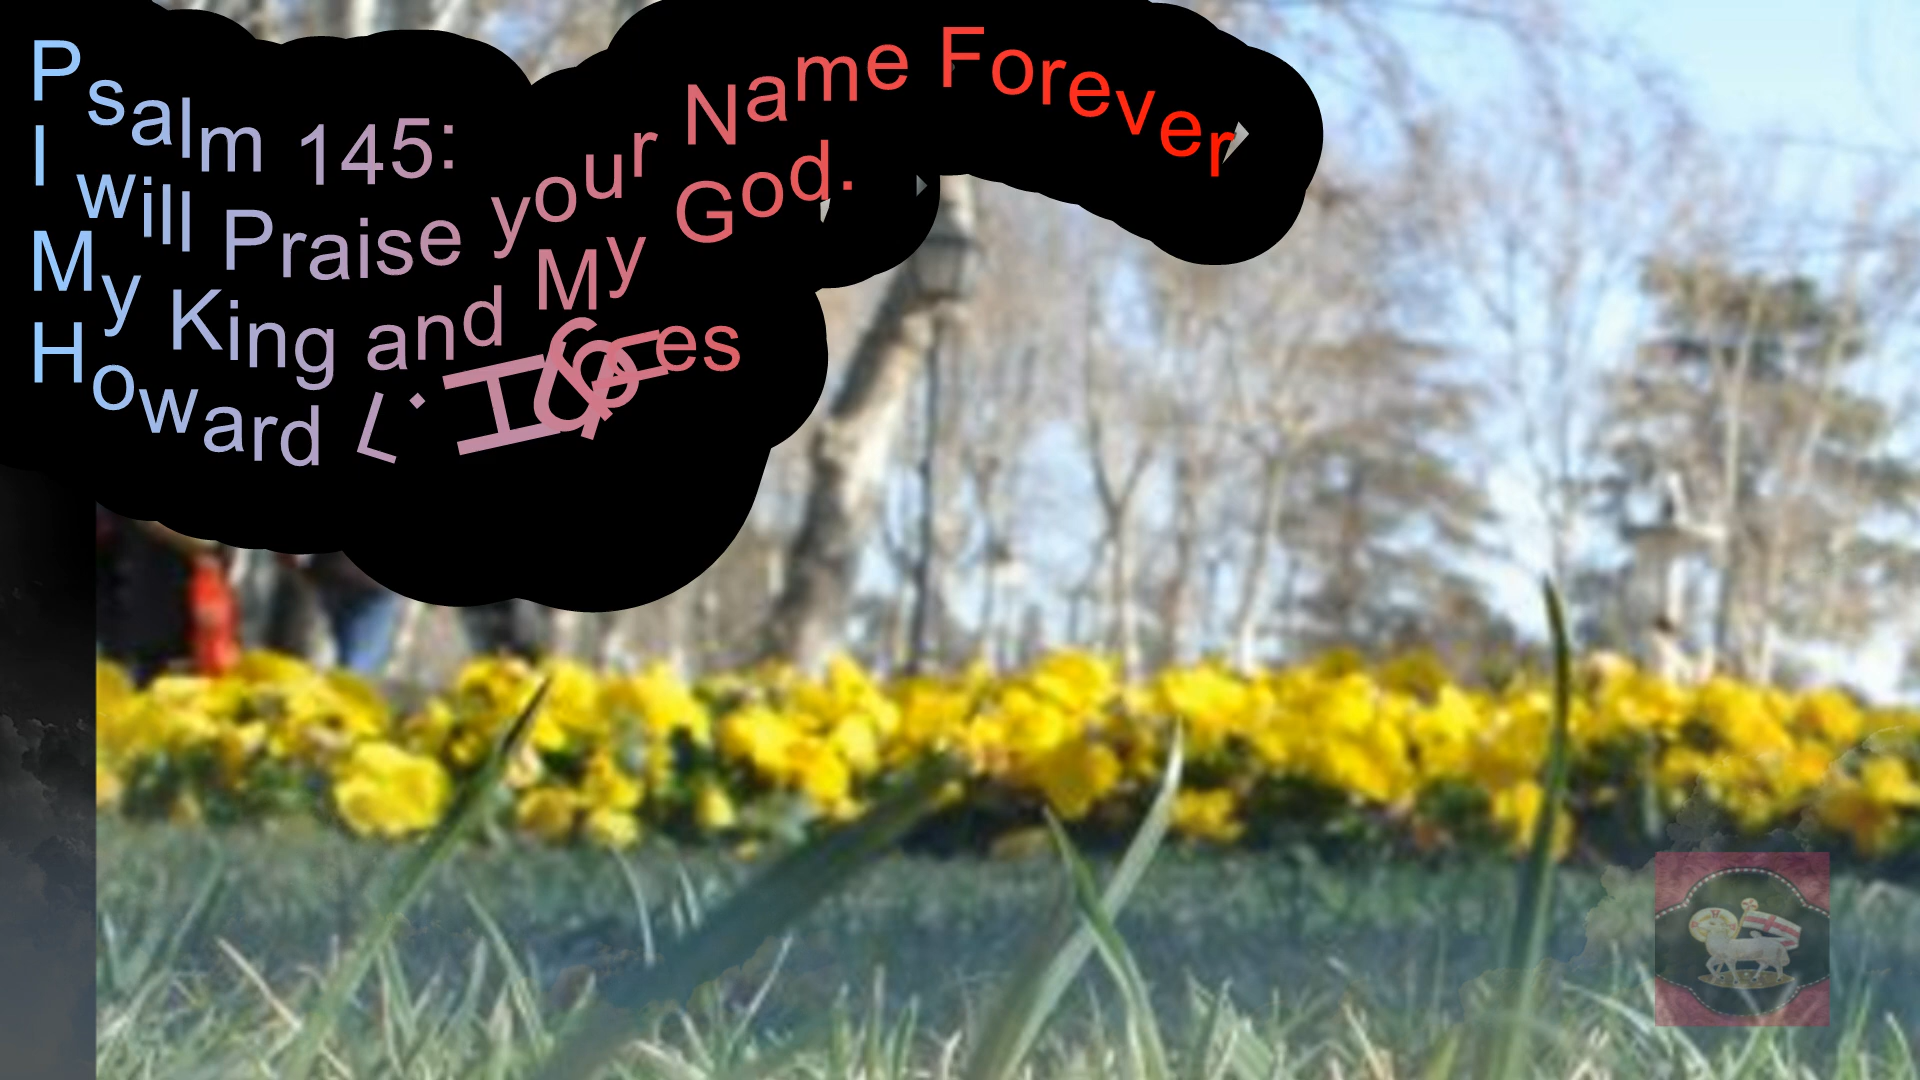 Psalm 145:
I will Praise your Name Forever
My King and My God.
Howard L.